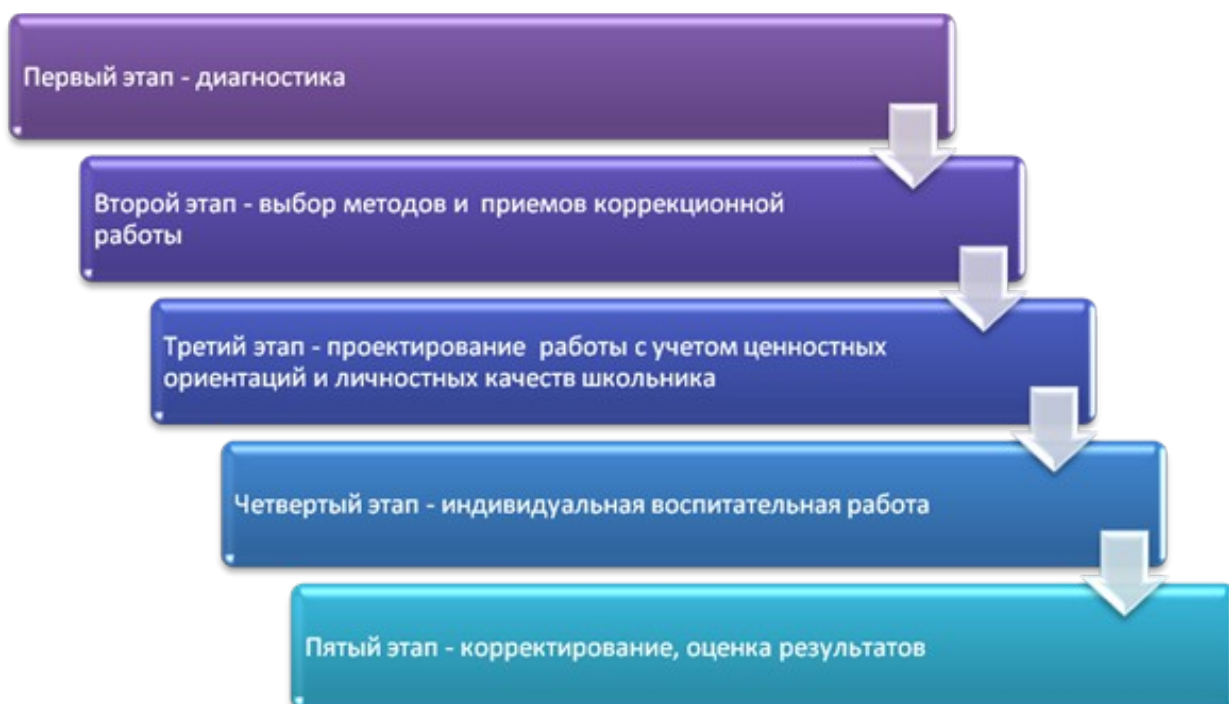 Первый этап - диагностика
Второй этап - выбор методов и приемов коррекционной
работы
Третий этап - проектирование работы с учетом ценностных
ориентаций и личностных качеств школьника
Четвертый этап - индивидуальная воспитательная работа
Пятый этап - корректирование, оценка результатов